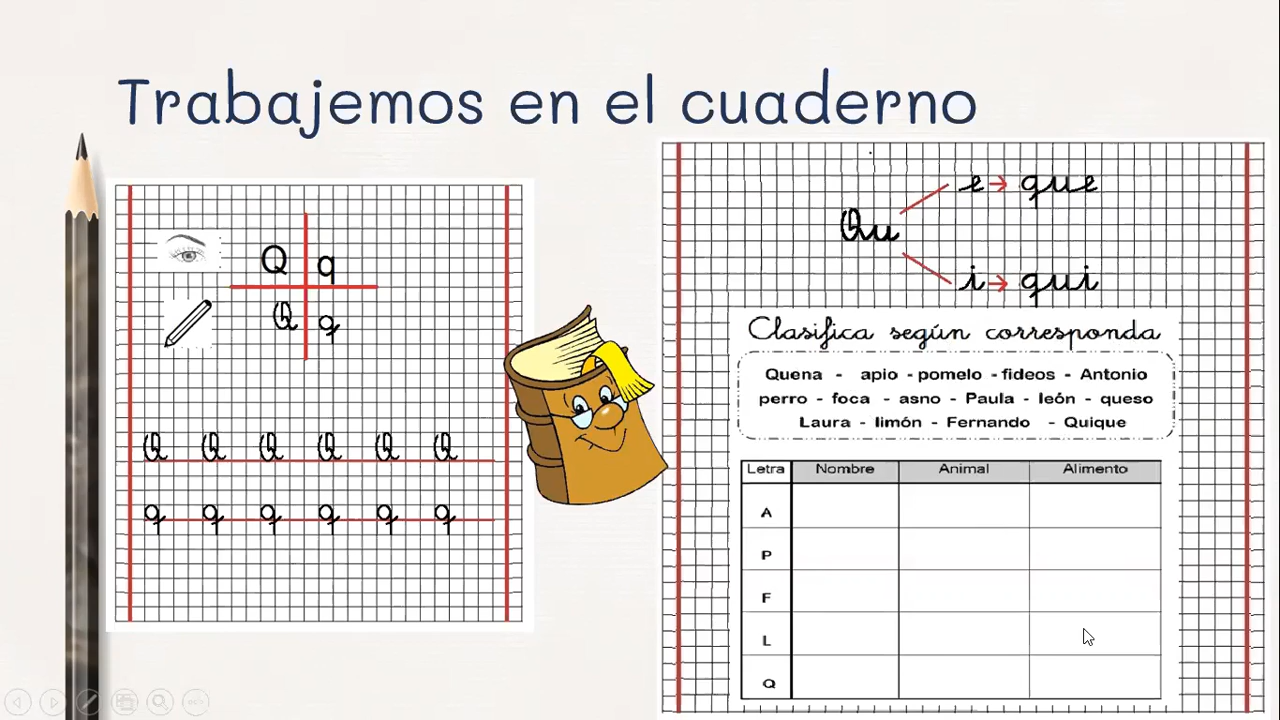 Trabajemos en el cuaderno
Q q
Q q
Q Q Q Q Q Q
q q q q q q
e → que
Qu
i → qui
Clasifica según corresponda
Quena - apio - pomelo - fideos - Antonio
perro - foca - asno - Paula - león - queso
Laura - limón - Fernando - Quique
Letra Nombre Animal Alimento
A
P
F
L
Q